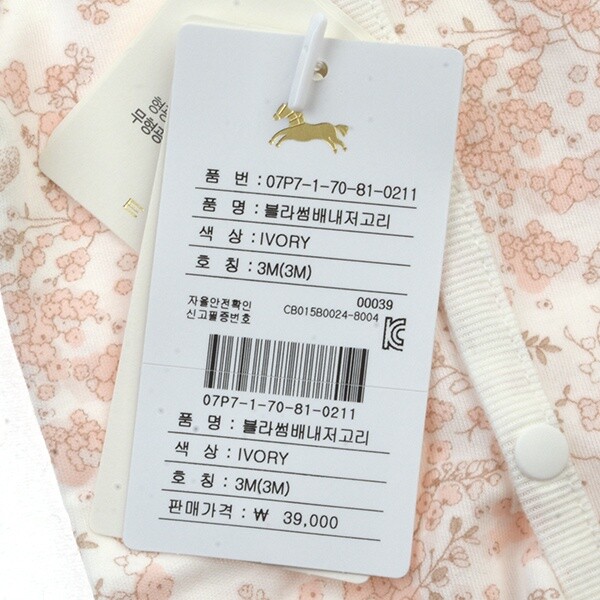 품 번 : 07P7-1-70-81-0211
품 명 : 블라썸배내저고리
색 상 : IVORY
호 칭 : 3M(3M)
00039
자율안전확인
신고필증번호
CB015B0024-8004
07P7-1-70-81-0211
품 명 : 블라썸배내저고리
색 상 : IVORY
호 칭 : 3M(3M)
판매가격 : ₩ 39,000